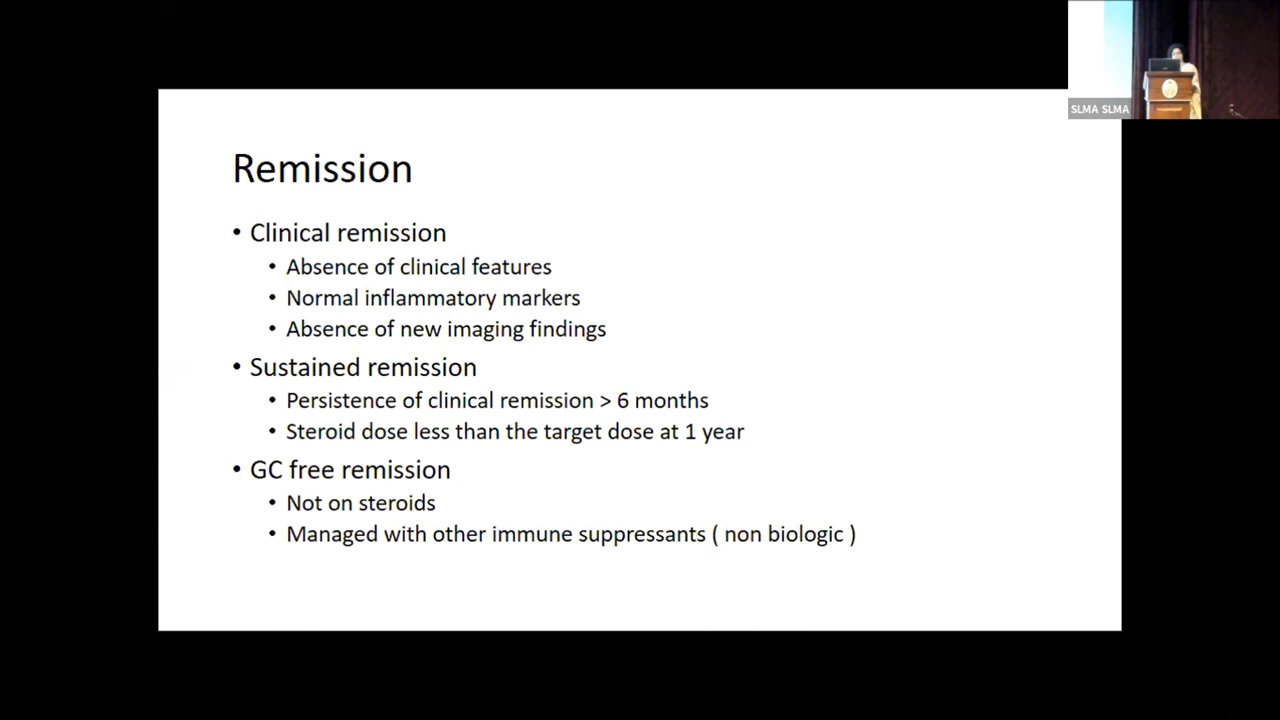 SLMA SLMA
Remission
• Clinical remission
• Absence of clinical features
• Normal inflammatory markers
• Absence of new imaging findings
• Sustained remission
• Persistence of clinical remission > 6 months
• Steroid dose less than the target dose at 1 year
• GC free remission
• Not on steroids
• Managed with other immune suppressants ( non biologic )